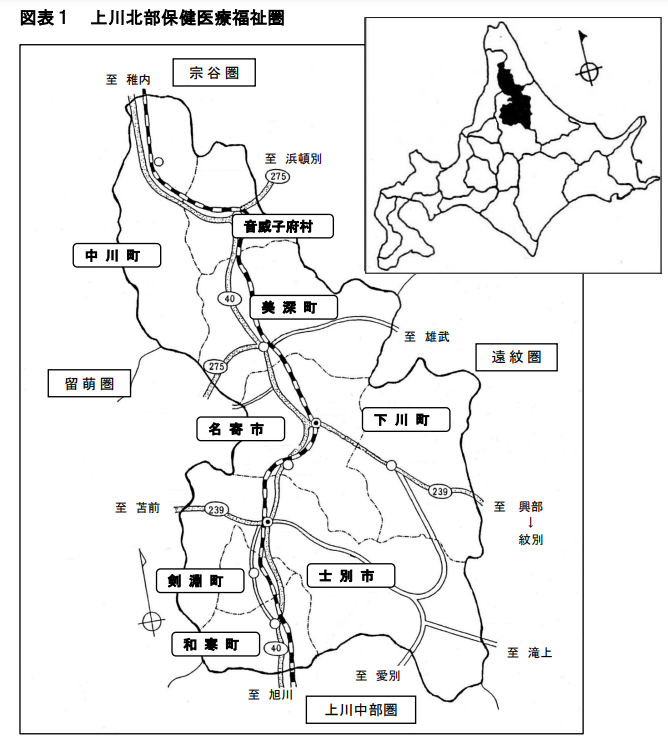 図表１　上川北部保健医療福祉圏
宗谷圏
至 稚内
至 浜頓別
275
音威子府村
中川町
40
美深町
至 雄武
遠紋圏
275
留萌圏
名寄市
下川町
239
至 苫前
239
至 興部
↓
紋別
剣淵町
士別市
和寒町
40
至 滝上
至 愛別
至 旭川
上川中部圏